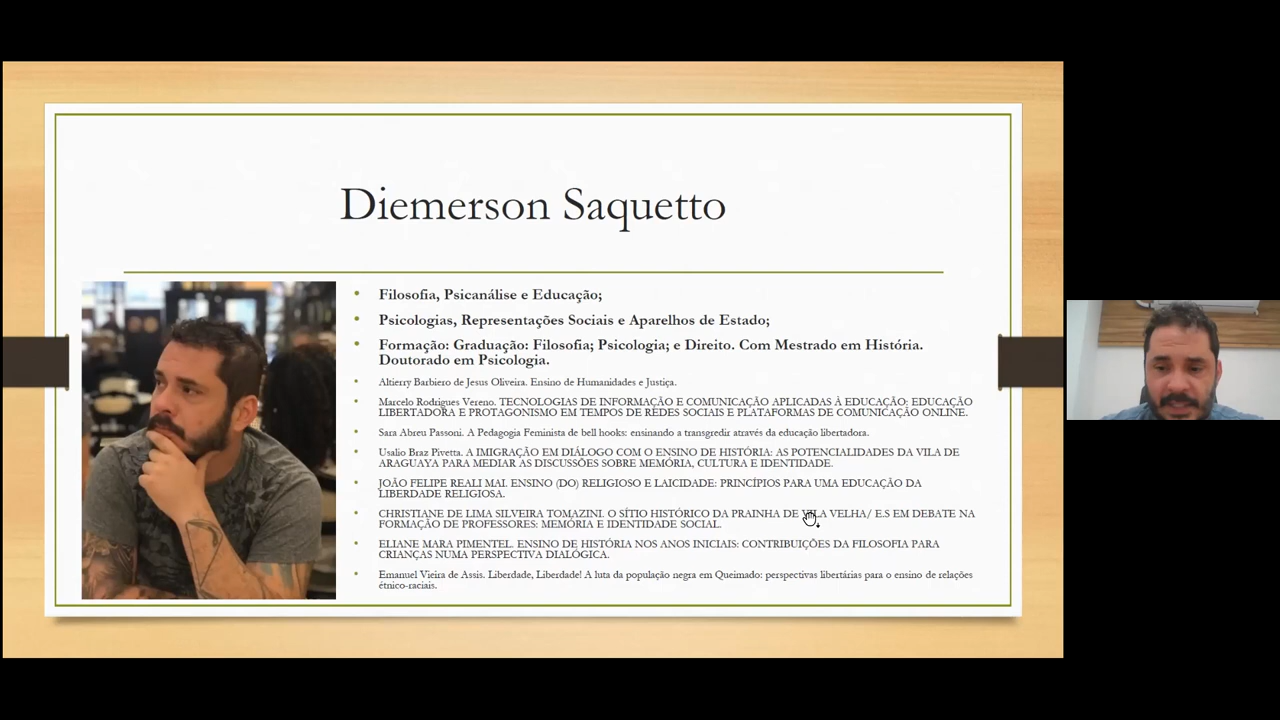 Diemerson Saquetto
• Filosofia, Psicanálise e Educação;
• Psicologias, Representações Sociais e Aparelhos de Estado;
• Formação: Graduação: Filosofia; Psicologia; e Direito. Com Mestrado em História.
Doutorado em Psicologia.
• Altierry Barbiero de Jesus Oliveira. Ensino de Humanidades e Justiça.
• Marcelo Rodrigues Vereno. TECNOLOGIAS DE INFORMAÇÃO E COMUNICAÇÃO APLICADAS À EDUCAÇÃO: EDUCAÇÃO
LIBERTADORA E PROTAGONISMO EM TEMPOS DE REDES SOCIAIS E PLATAFORMAS DE COMUNICAÇÃO ONLINE.
• Sara Abreu Passoni. A Pedagogia Feminista de bell hooks: ensinando a transgredir através da educação libertadora.
• Usalio Braz Pivetta. A IMIGRAÇÃO EM DIÁLOGO COM O ENSINO DE HISTÓRIA: AS POTENCIALIDADES DA VILA DE
ARAGUAYA PARA MEDIAR AS DISCUSSÕES SOBRE MEMÓRIA, CULTURA E IDENTIDADE.
• JOÃO FELIPE REALI MAI. ENSINO (DO) RELIGIOSO E LAICIDADE: PRINCÍPIOS PARA UMA EDUCAÇÃO DA
LIBERDADE RELIGIOSA.
• CHRISTIANE DE LIMA SILVEIRA TOMAZINI. O SÍTIO HISTÓRICO DA PRAINHA DE VILA VELHA/ E.S EM DEBATE NA
FORMAÇÃO DE PROFESSORES: MEMÓRIA E IDENTIDADE SOCIAL.
• ELIANE MARA PIMENTEL. ENSINO DE HISTÓRIA NOS ANOS INICIAIS: CONTRIBUIÇÕES DA FILOSOFIA PARA
CRIANÇAS NUMA PERSPECTIVA DIALÓGICA.
• Emanuel Vieira de Assis. Liberdade, Liberdade! A luta da população negra em Queimado: perspectivas libertárias para o ensino de relações
étnico-raciais.